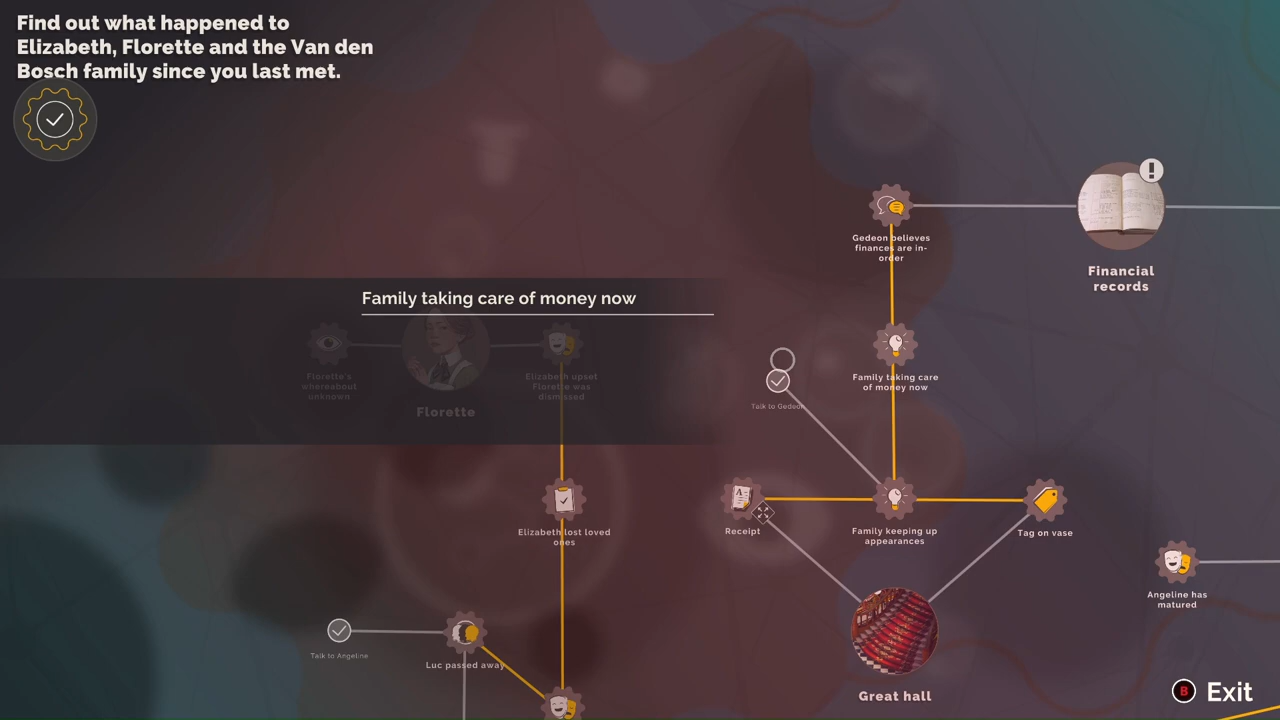 Find out what happened to
Elizabeth, Florette and the Van den
Bosch family since you last met.
Gedeon believes
finances are in-
order
Financial
records
Family taking care of money now
Florette's
whereabout
unknown
Florette
Elizabeth upset
Florette was
dismissed
Family taking care
of money now
Talk to Gedeon
Elizabeth lost loved
ones
Receipt
Family keeping up
appearances
Tag on vase
Angeline has
matured
Talk to Angeline
Luc passed away
Great hall
B Exit